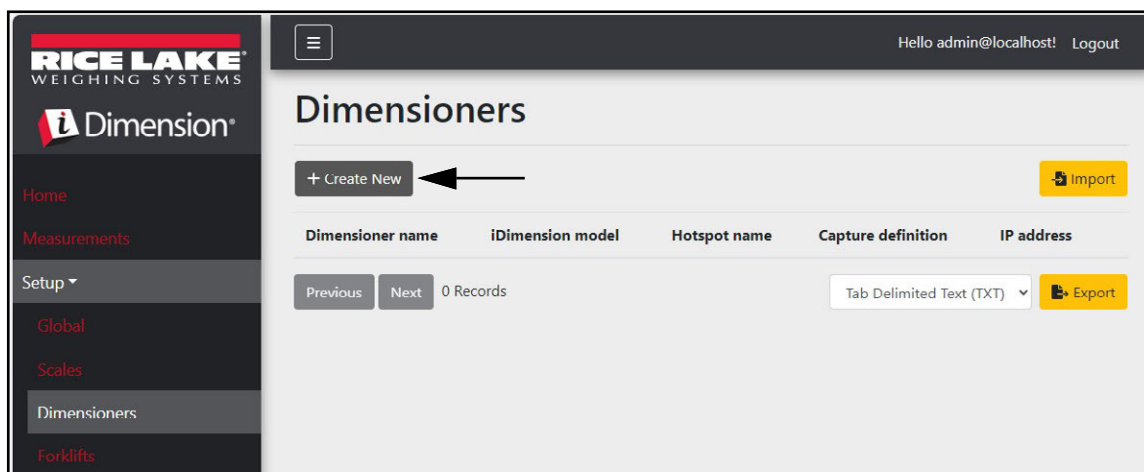 RICE LAKE®
WEIGHING SYSTEMS
i Dimension®
Home
Measurements
Setup
Global
Scales
Dimensioners
Forklifts
Hello admin@localhost! Logout
Dimensioners
+ Create New
Import
Dimensioner name iDimension model Hotspot name Capture definition IP address
Previous Next 0 Records Tab Delimited Text (TXT) Export